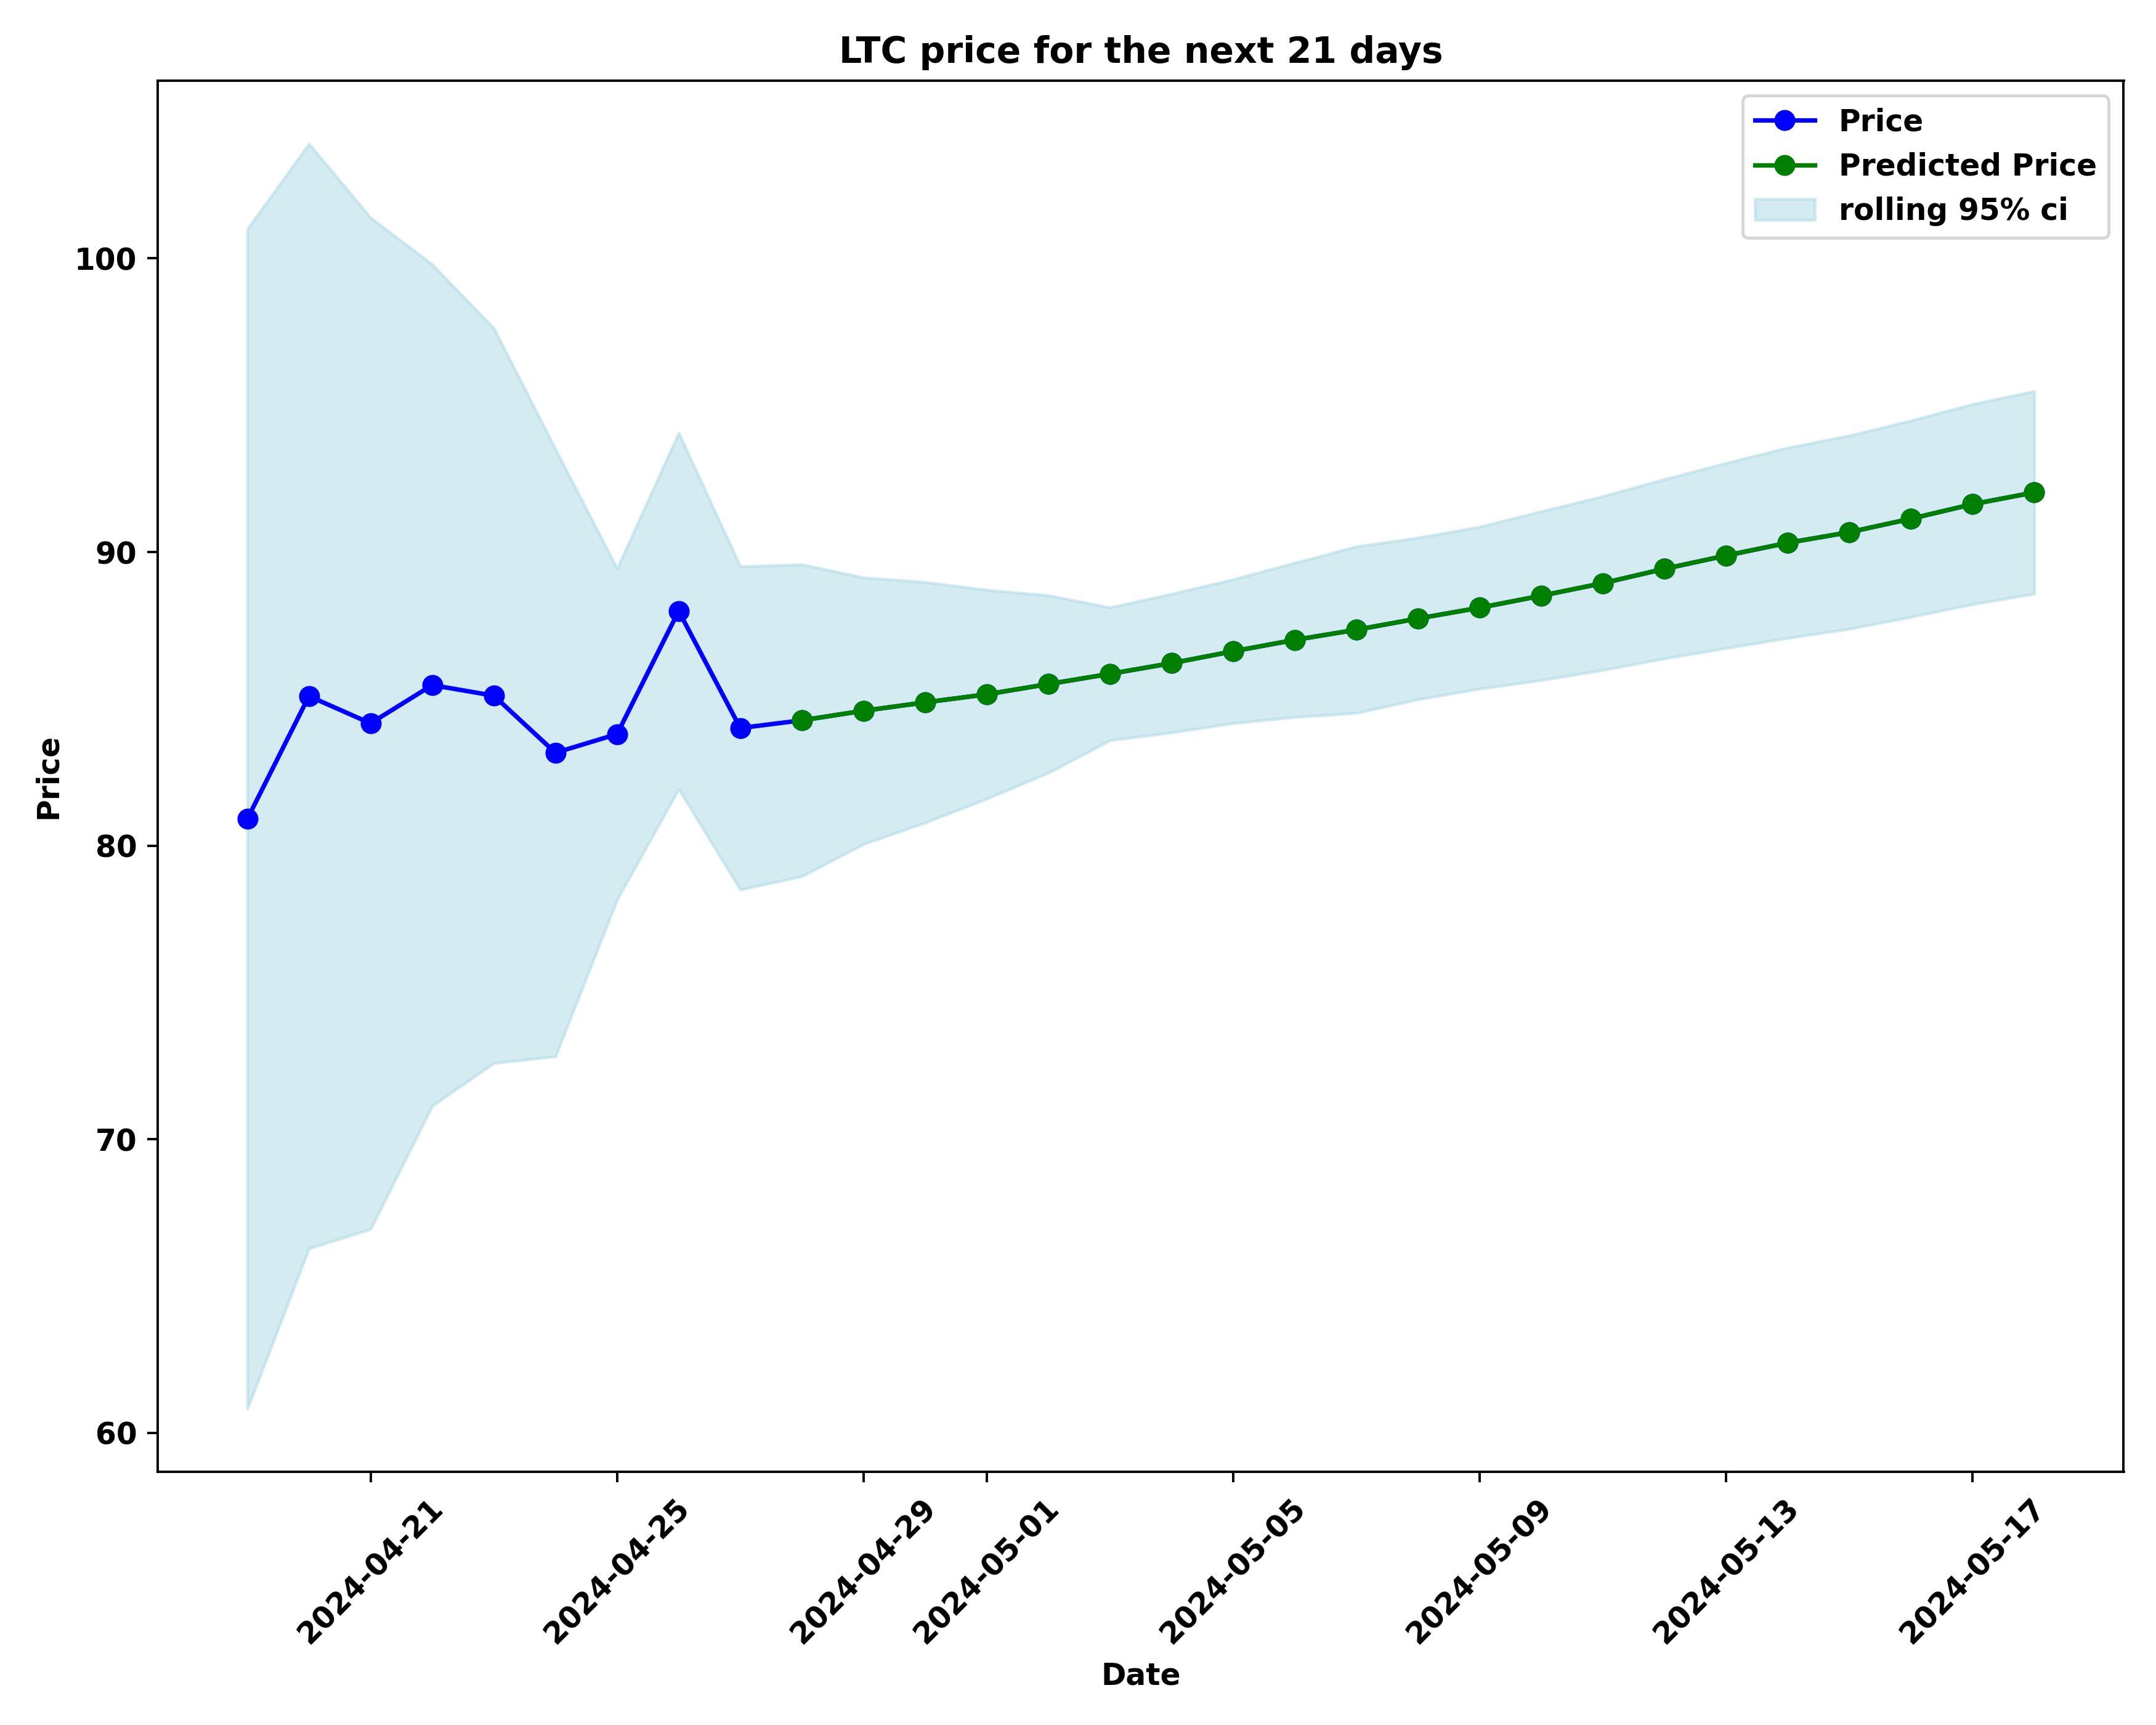 LTC price for the next 21 days
Price
Predicted Price
rolling 95% ci
100
90
80
70
60
Price
2024-04-21
2024-04-25
2024-04-29
2024-05-01
2024-05-05
2024-05-09
2024-05-13
2024-05-17
Date